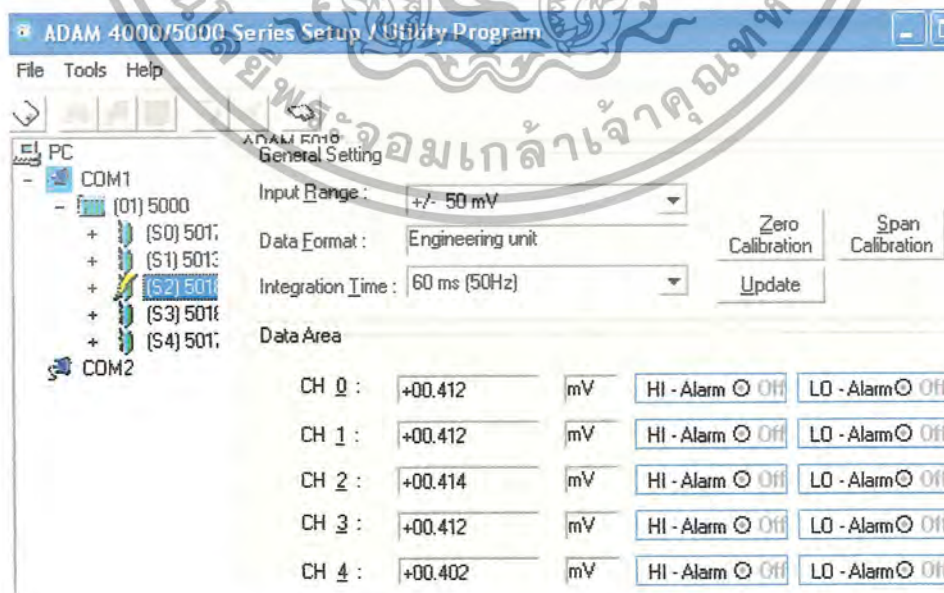 ADAM 4000/5000 Series Setup / Utility Program
File Tools Help
ADAM 5018
PC
COM1
(01) 5000
(S0) 5017
(S1) 5013
(S2) 5018
(S3) 5018
(S4) 5017
COM2
General Setting
Input Range : +/- 50 mV
Data Format : Engineering unit
Integration Time : 60 ms (50Hz)
Zero Calibration
Span Calibration
Update
Data Area
CH 0 : +00.412 mV HI - Alarm Off LO - Alarm Off
CH 1 : +00.412 mV HI - Alarm Off LO - Alarm Off
CH 2 : +00.414 mV HI - Alarm Off LO - Alarm Off
CH 3 : +00.412 mV HI - Alarm Off LO - Alarm Off
CH 4 : +00.402 mV HI - Alarm Off LO - Alarm Off